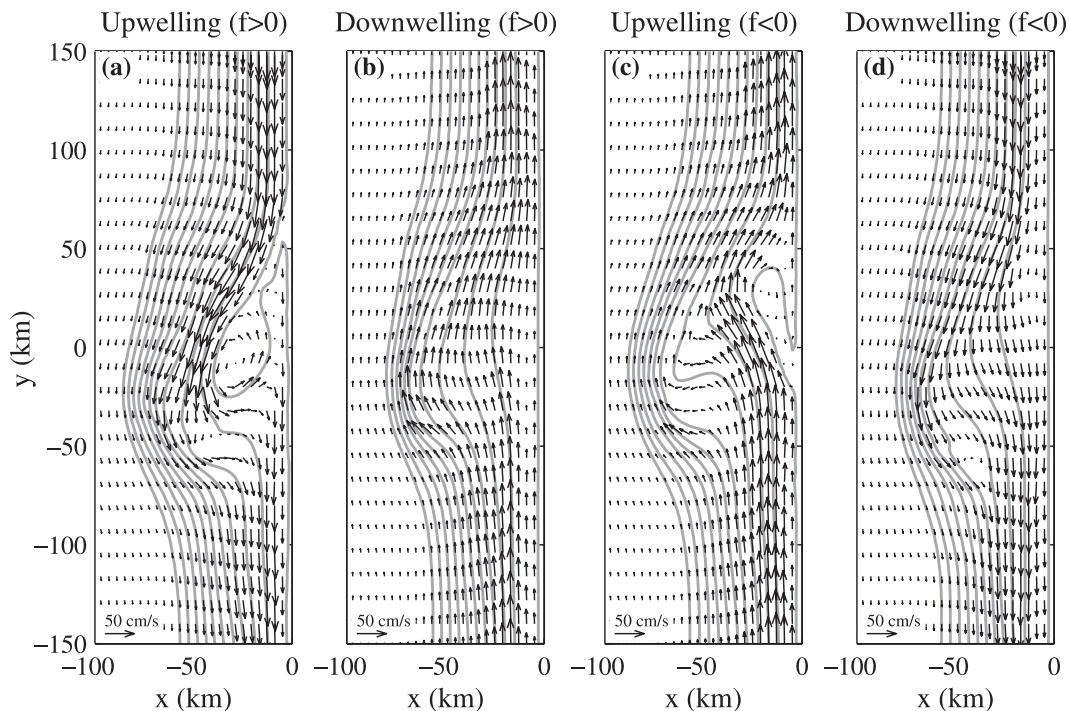 Upwelling (f>0) Downwelling (f>0) Upwelling (f<0) Downwelling (f<0)
150 (a) (b) (c) (d)
100
50
0
−50
−100
−150
y (km)
50 cm/s 50 cm/s 50 cm/s 50 cm/s
−100 −50 0 −100 −50 0 −100 −50 0 −100 −50 0
x (km) x (km) x (km) x (km)